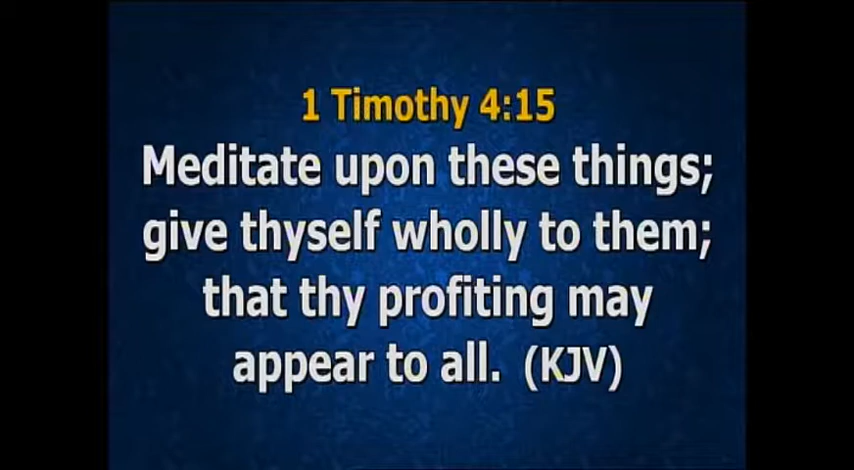 1 Timothy 4:15
Meditate upon these things;
give thyself wholly to them;
that thy profiting may
appear to all. (KJV)